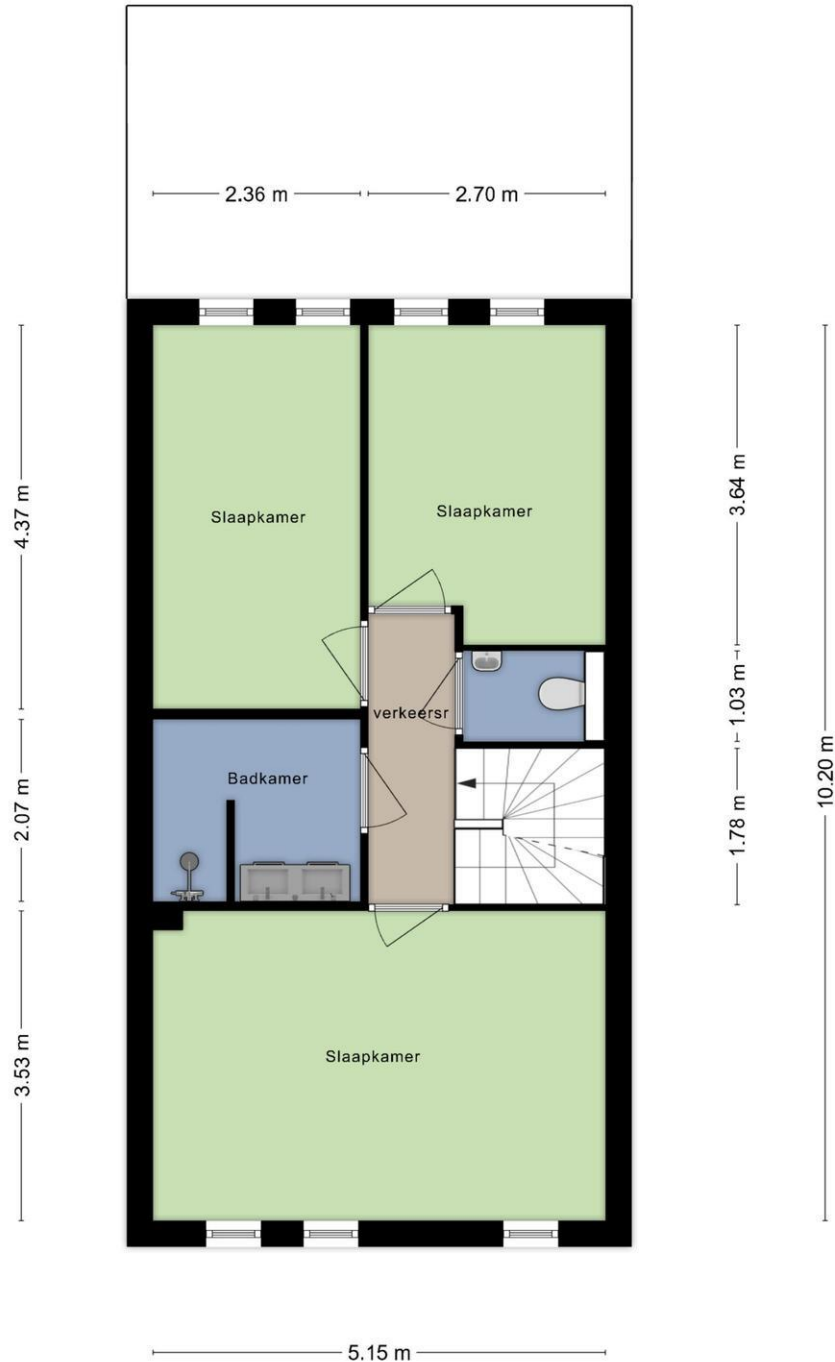 2.36 m
2.70 m
4.37 m
3.64 m
Slaapkamer
Slaapkamer
1.03 m
verkeersr
10.20 m
2.07 m
Badkamer
1.78 m
3.53 m
Slaapkamer
5.15 m